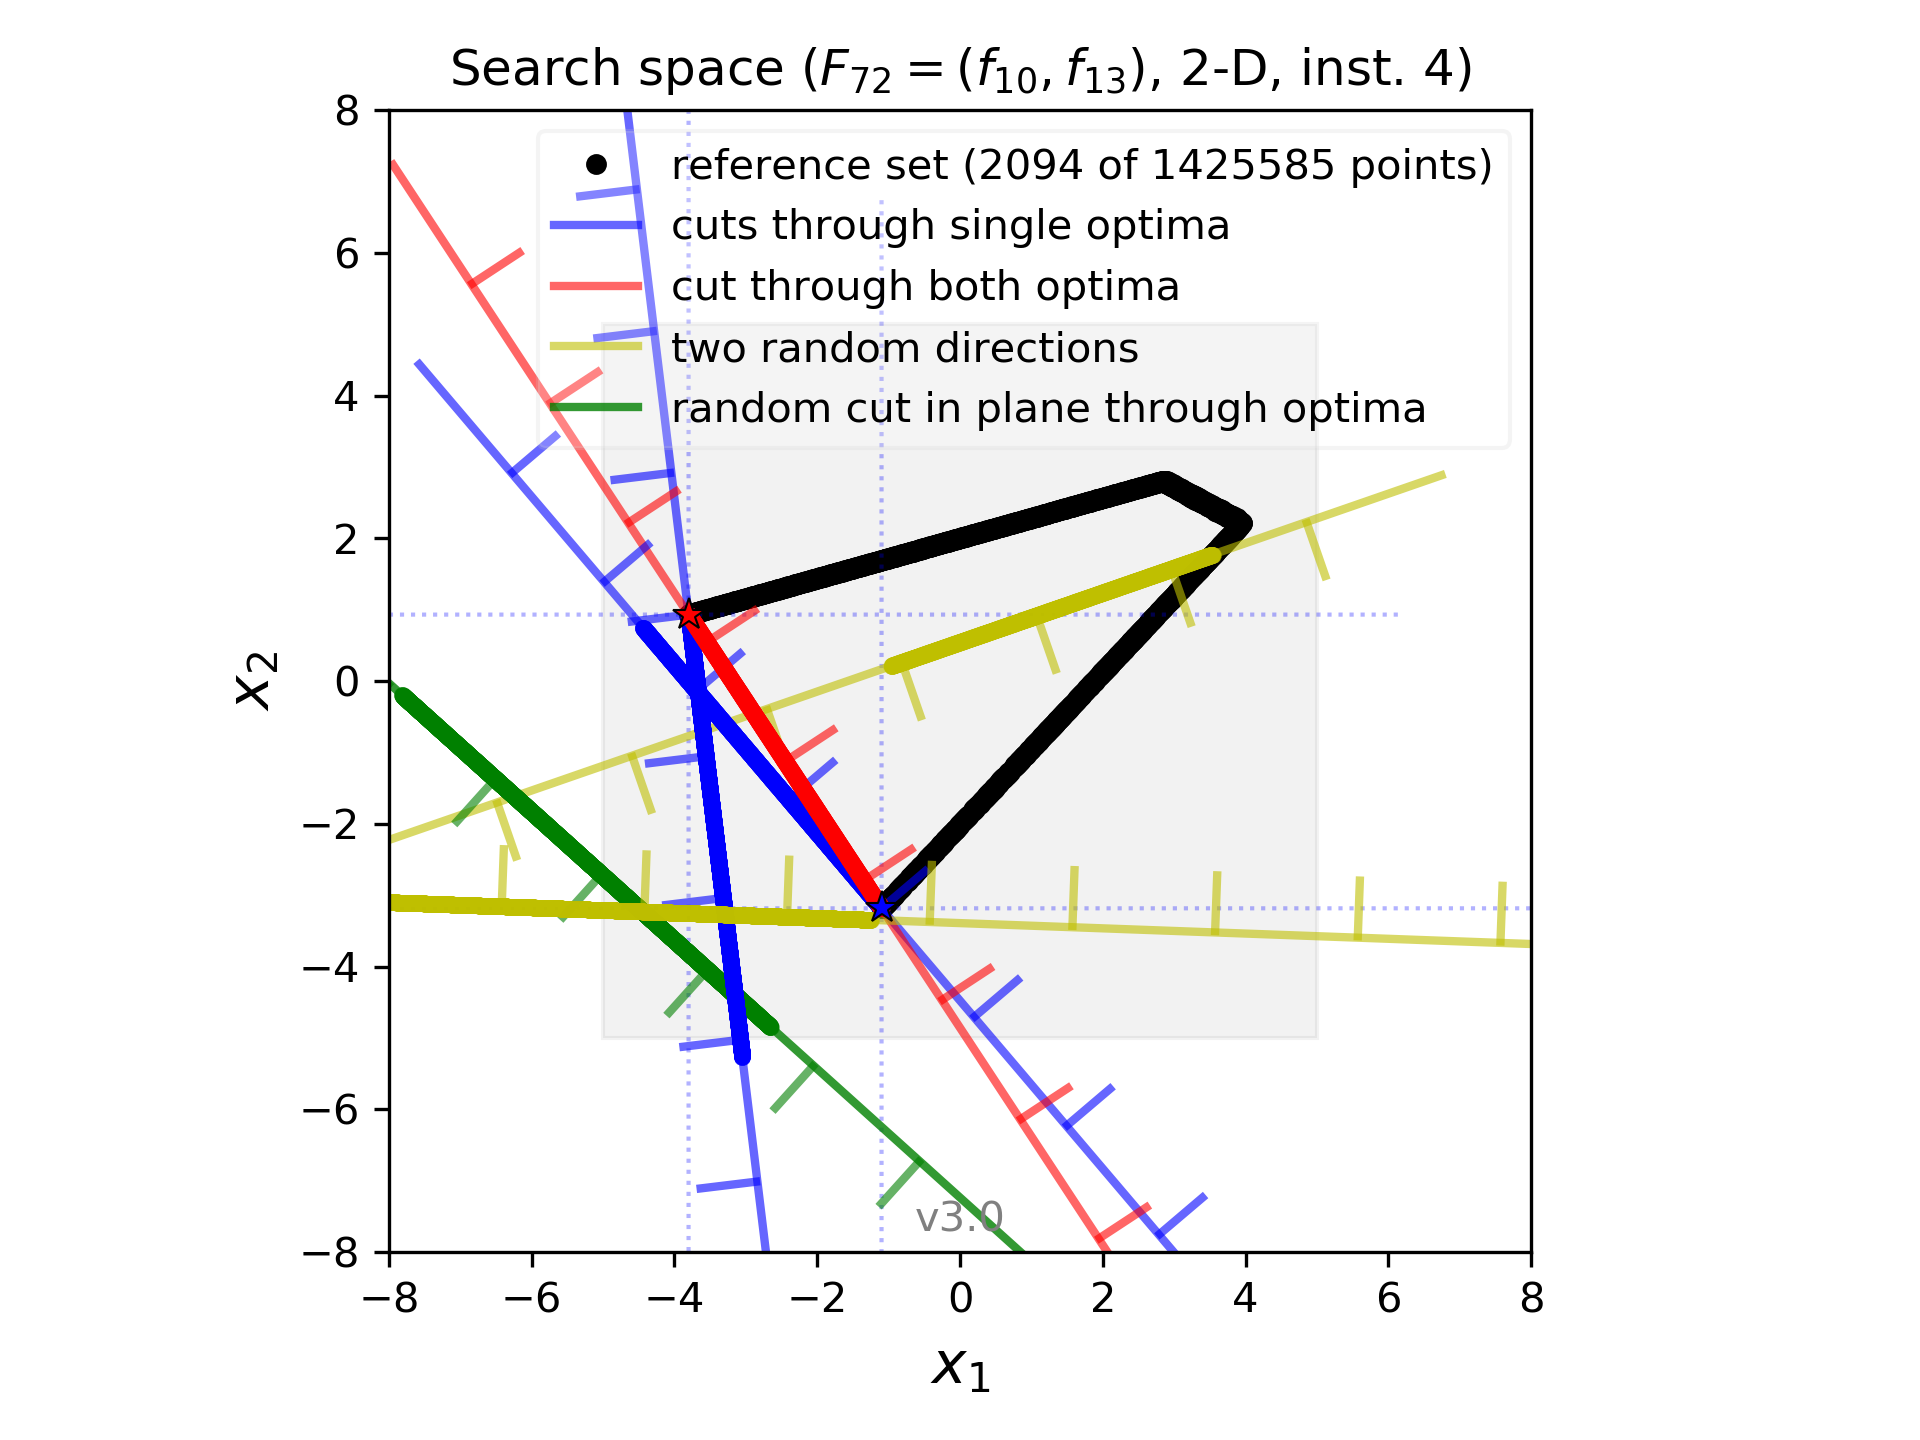 Search space (F72 = (f10, f13), 2-D, inst. 4)
reference set (2094 of 1425585 points)
cuts through single optima
cut through both optima
two random directions
random cut in plane through optima
8
6
4
2
0
−2
−4
−6
−8
x2
v3.0
−8 −6 −4 −2 0 2 4 6 8
x1